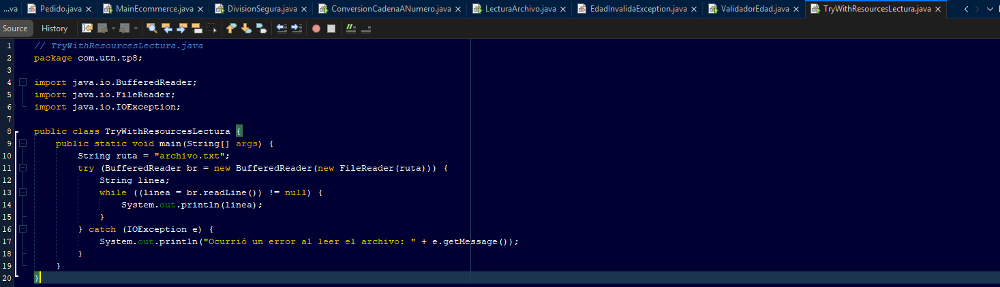 ...va Pedido.java MainEcommerce.java DivisionSegura.java ConversionCadenaANumero.java LecturaArchivo.java EdadInvalidaException.java ValidadorEdad.java TryWithResourcesLectura.java
Source History
1 // TryWithResourcesLectura.java
2 package com.utn.tp8;
3
4 import java.io.BufferedReader;
5 import java.io.FileReader;
6 import java.io.IOException;
7
8 public class TryWithResourcesLectura {
9 public static void main(String[] args) {
10 String ruta = "archivo.txt";
11 try (BufferedReader br = new BufferedReader(new FileReader(ruta))) {
12 String linea;
13 while ((linea = br.readLine()) != null) {
14 System.out.println(linea);
15 }
16 } catch (IOException e) {
17 System.out.println("Ocurrió un error al leer el archivo: " + e.getMessage());
18 }
19 }
20 }